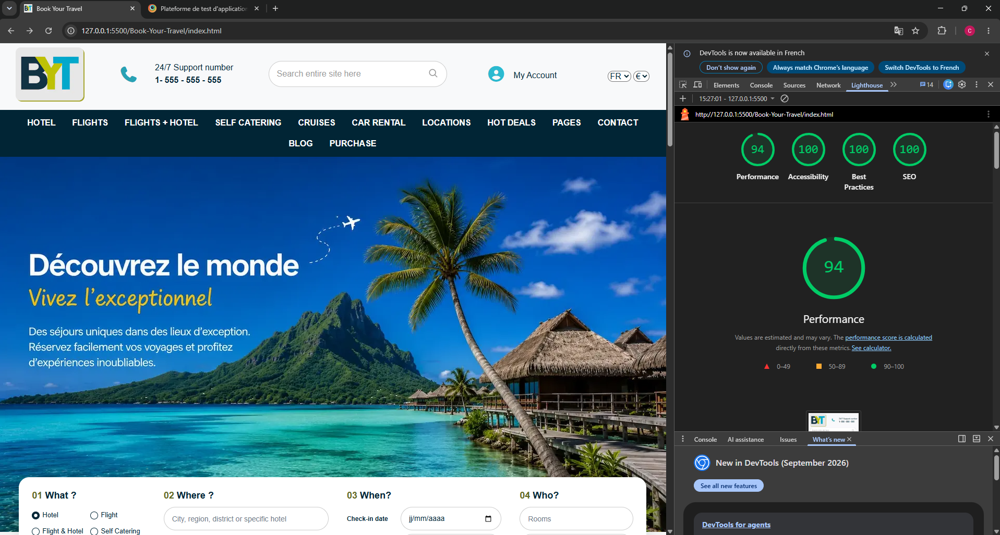 Book Your Travel
Plateforme de test d'application
127.0.0.1:5500/Book-Your-Travel/index.html
C
BYT
24/7 Support number
1- 555 - 555 - 555
Search entire site here
My Account
FR
€
HOTEL FLIGHTS FLIGHTS + HOTEL SELF CATERING CRUISES CAR RENTAL LOCATIONS HOT DEALS PAGES CONTACT
BLOG PURCHASE
Découvrez le monde
Vivez l'exceptionnel
Des séjours uniques dans des lieux d'exception.
Réservez facilement vos voyages et profitez
d'expériences inoubliables.
01 What ?
Hotel
Flight
Flight & Hotel
Self Catering
02 Where ?
City, region, district or specific hotel
03 When?
Check-in date
jj/mm/aaaa
04 Who?
Rooms
DevTools is now available in French
Don't show again
Always match Chrome's language
Switch DevTools to French
Elements Console Sources Network Lighthouse
14
15:27:01 - 127.0.0.1:5500
http://127.0.0.1:5500/Book-Your-Travel/index.html
94
Performance
100
Accessibility
100
Best
Practices
100
SEO
94
Performance
Values are estimated and may vary. The performance score is calculated
directly from these metrics. See calculator.
0–49
50–89
90–100
BYT
Console
AI assistance
Issues
What's new
New in DevTools (September 2026)
See all new features
DevTools for agents